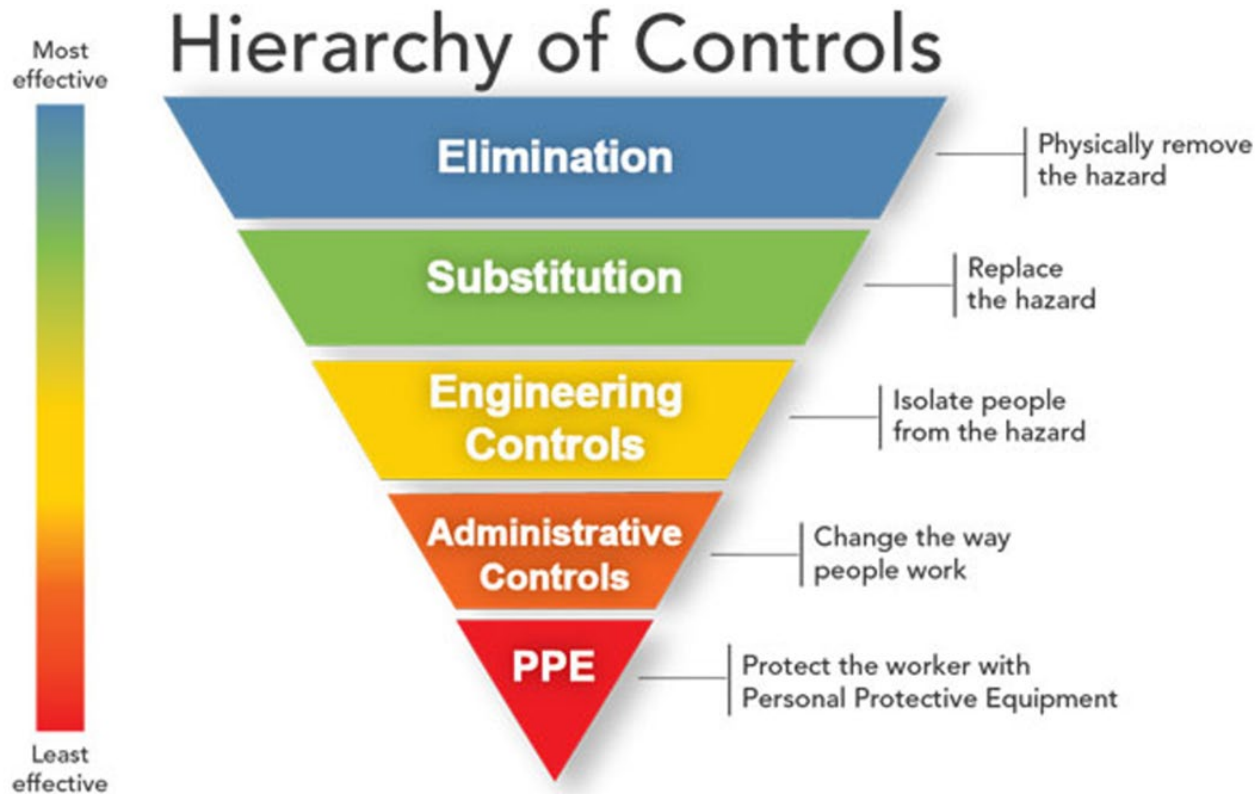 Hierarchy of Controls
Most
effective
Elimination
Physically remove
the hazard
Substitution
Replace
the hazard
Engineering
Controls
Isolate people
from the hazard
Administrative
Controls
Change the way
people work
PPE
Protect the worker with
Personal Protective Equipment
Least
effective